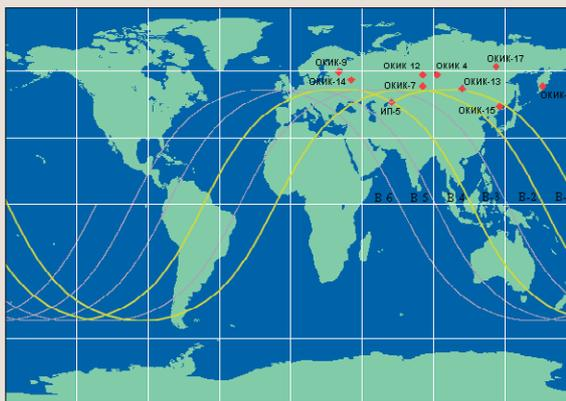 ОКИК-9
ОКИК 12
ОКИК 4
ОКИК-17
ОКИК-14
ОКИК-7
ОКИК-13
ОКИК-
ИП-5
ОКИК-15
В 6
В 5
В 4
В-3
В-2
В-